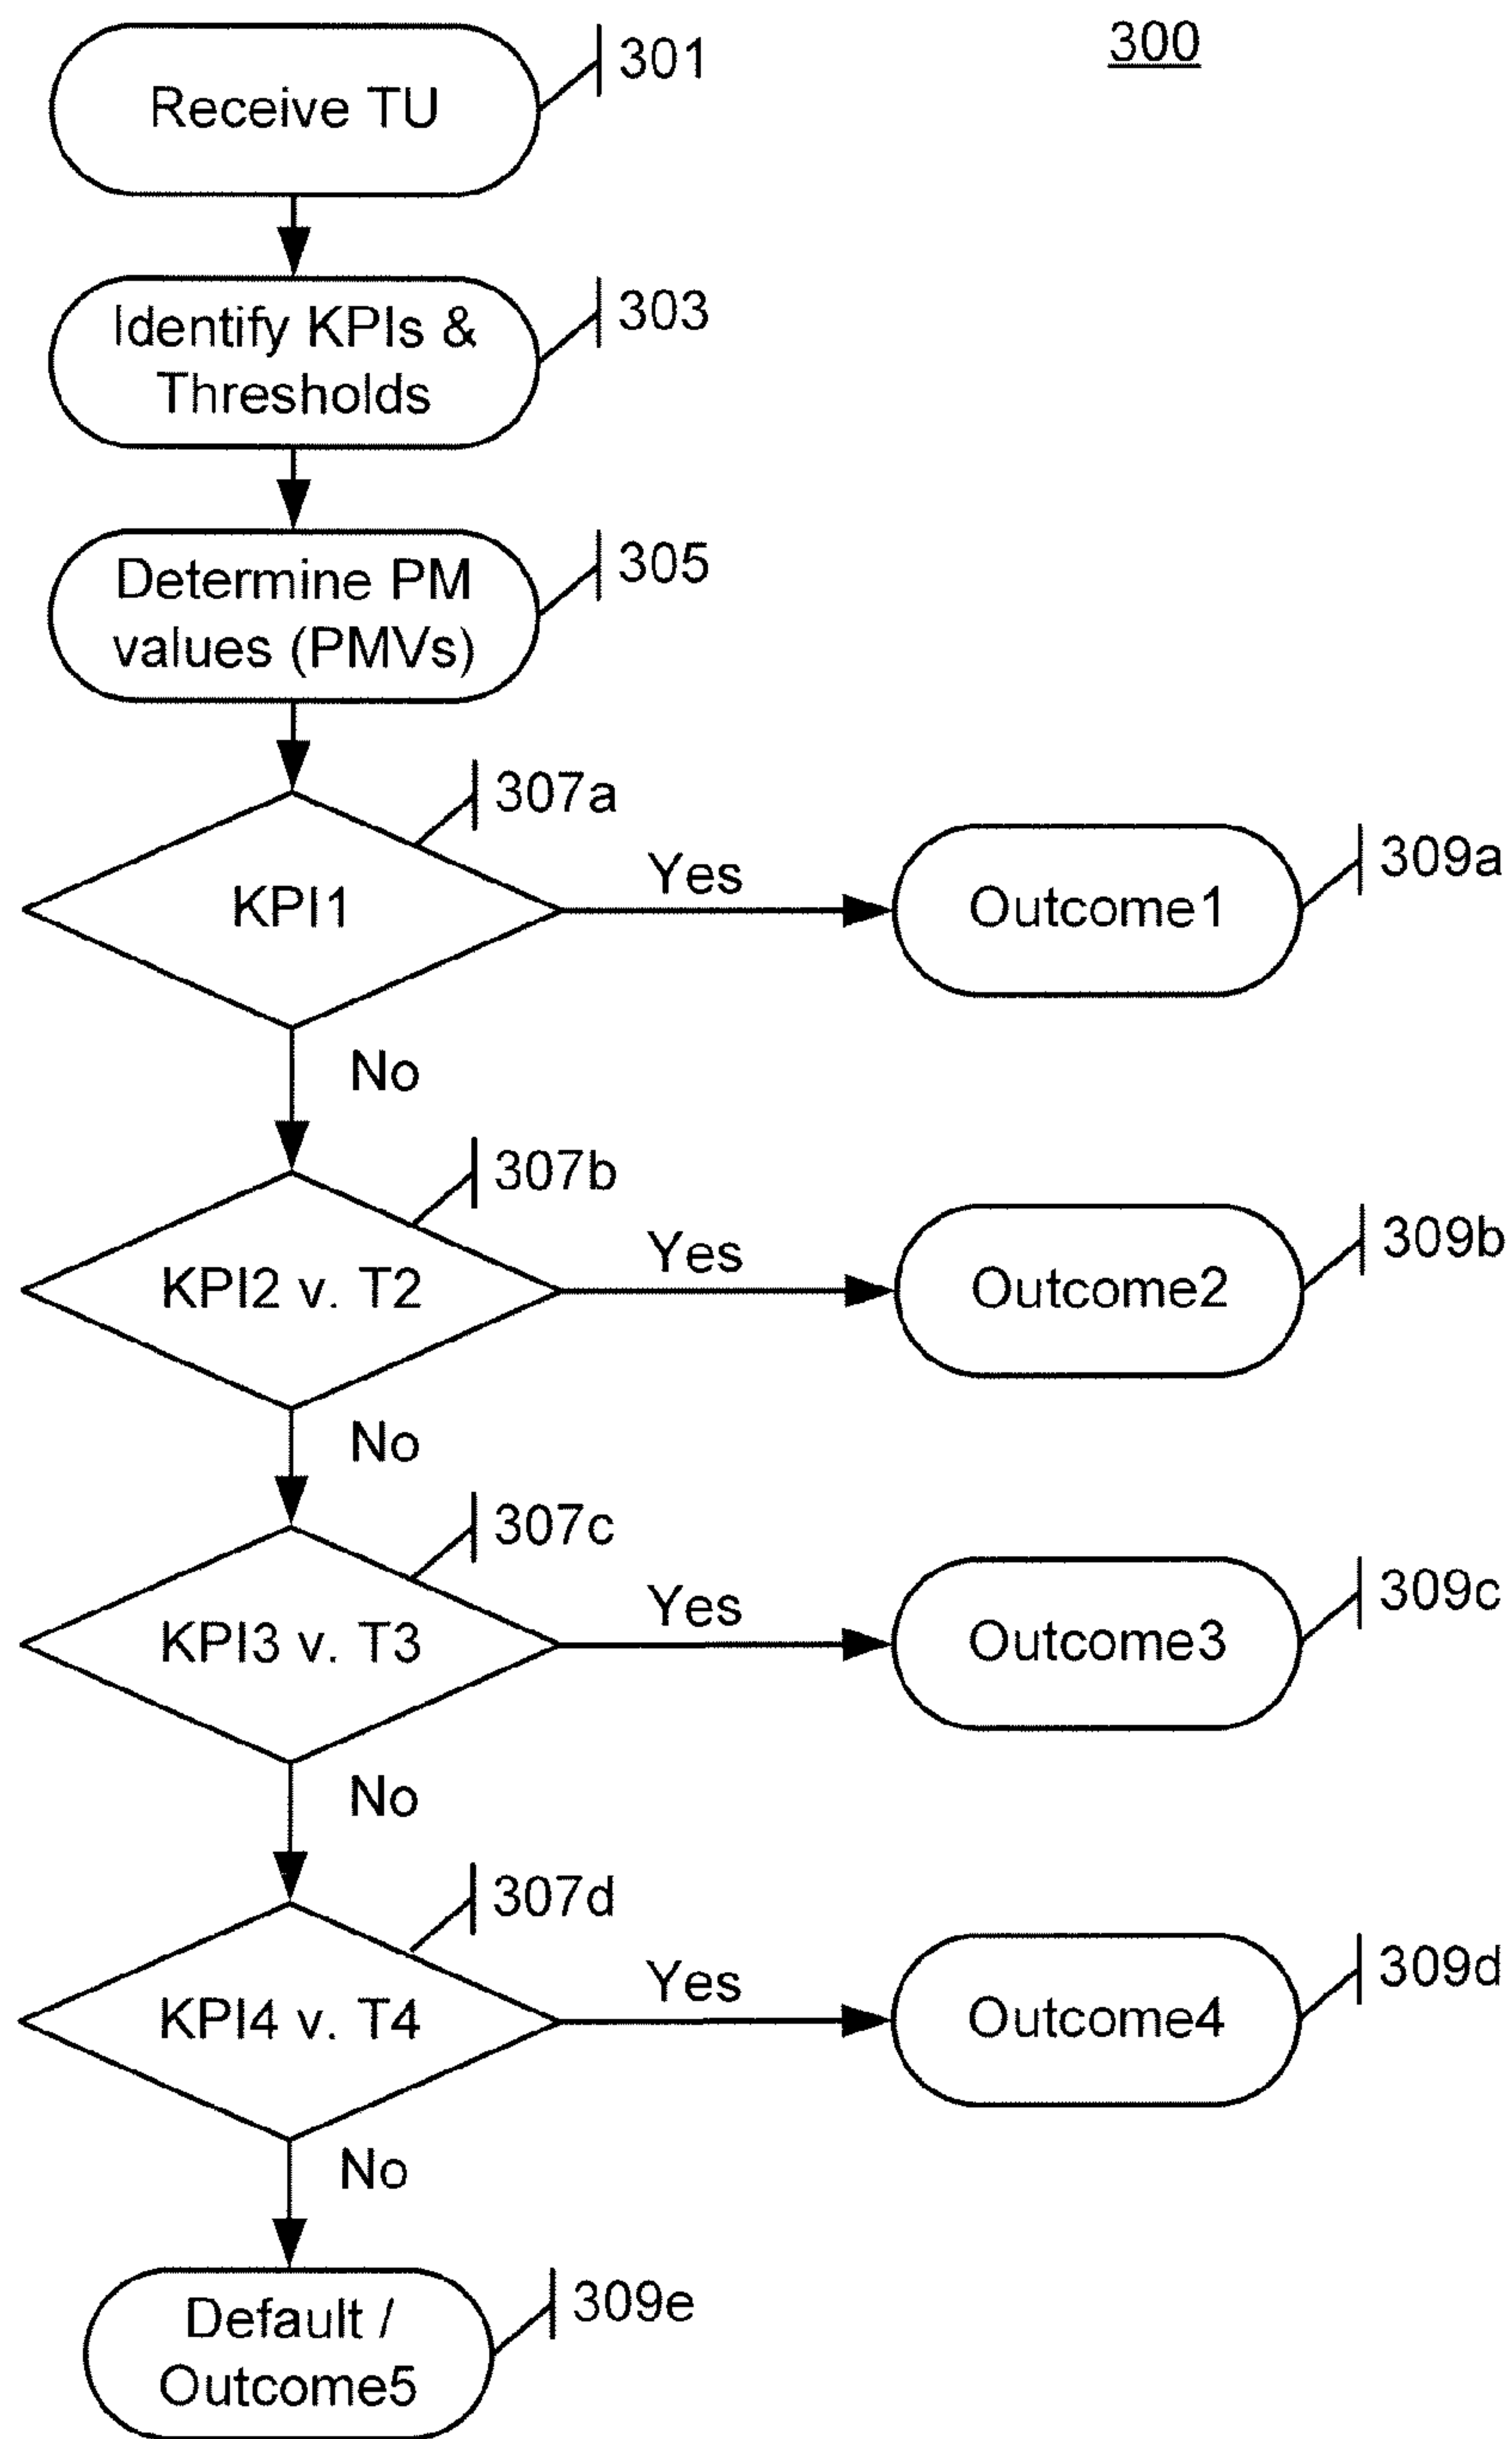 300
Receive TU
301
Identify KPIs &
Thresholds
303
Determine PM
values (PMVs)
305
KPI1
307a
Yes
Outcome1
309a
No
KPI2 v. T2
307b
Yes
Outcome2
309b
No
KPI3 v. T3
307c
Yes
Outcome3
309c
No
KPI4 v. T4
307d
Yes
Outcome4
309d
No
Default /
Outcome5
309e